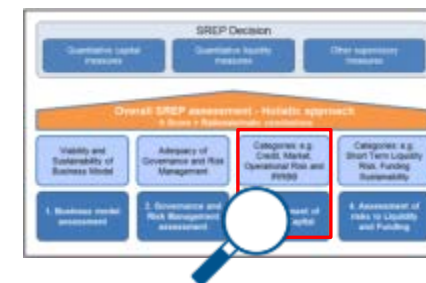 SREP Decision
Quantitative capital
measures
Quantitative liquidity
measures
Other supervisory
measures
Overall SREP assessment - Holistic approach
Viability and
Sustainability of
Business Model
Adequacy of
Governance and Risk
Management
Categories: e.g.
Credit, Market,
Operational Risk and
IRRBB
Categories: e.g.
Short Term Liquidity
Risk, Funding
Sustainability
1. Business model
assessment
2. Governance and
Risk Management
assessment
ment of
apital
4. Assessment of
risks to Liquidity
and Funding